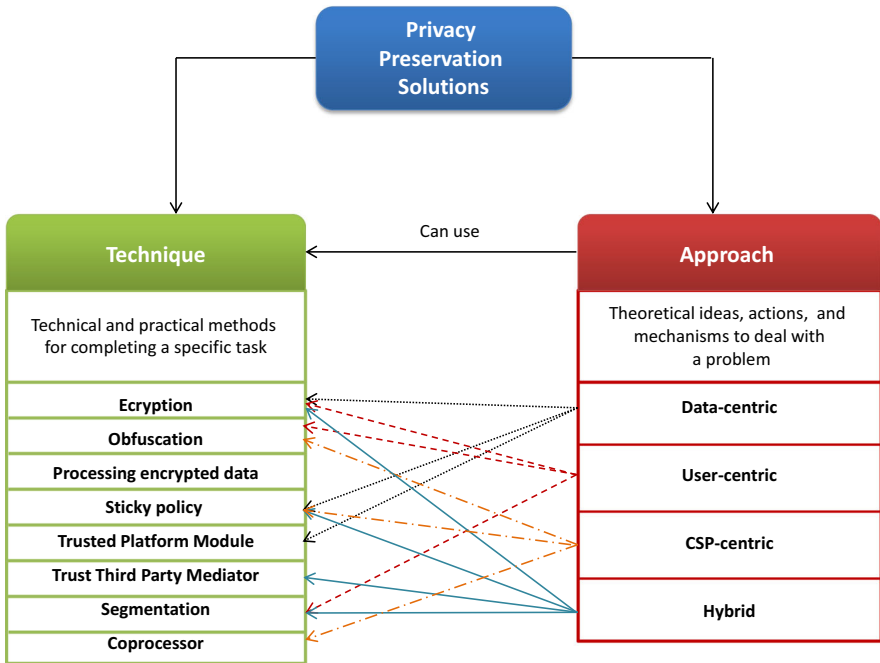 Privacy
Preservation
Solutions
Can use
Technique
Technical and practical methods
for completing a specific task
Ecryption
Obfuscation
Processing encrypted data
Sticky policy
Trusted Platform Module
Trust Third Party Mediator
Segmentation
Coprocessor
Approach
Theoretical ideas, actions, and
mechanisms to deal with
a problem
Data-centric
User-centric
CSP-centric
Hybrid